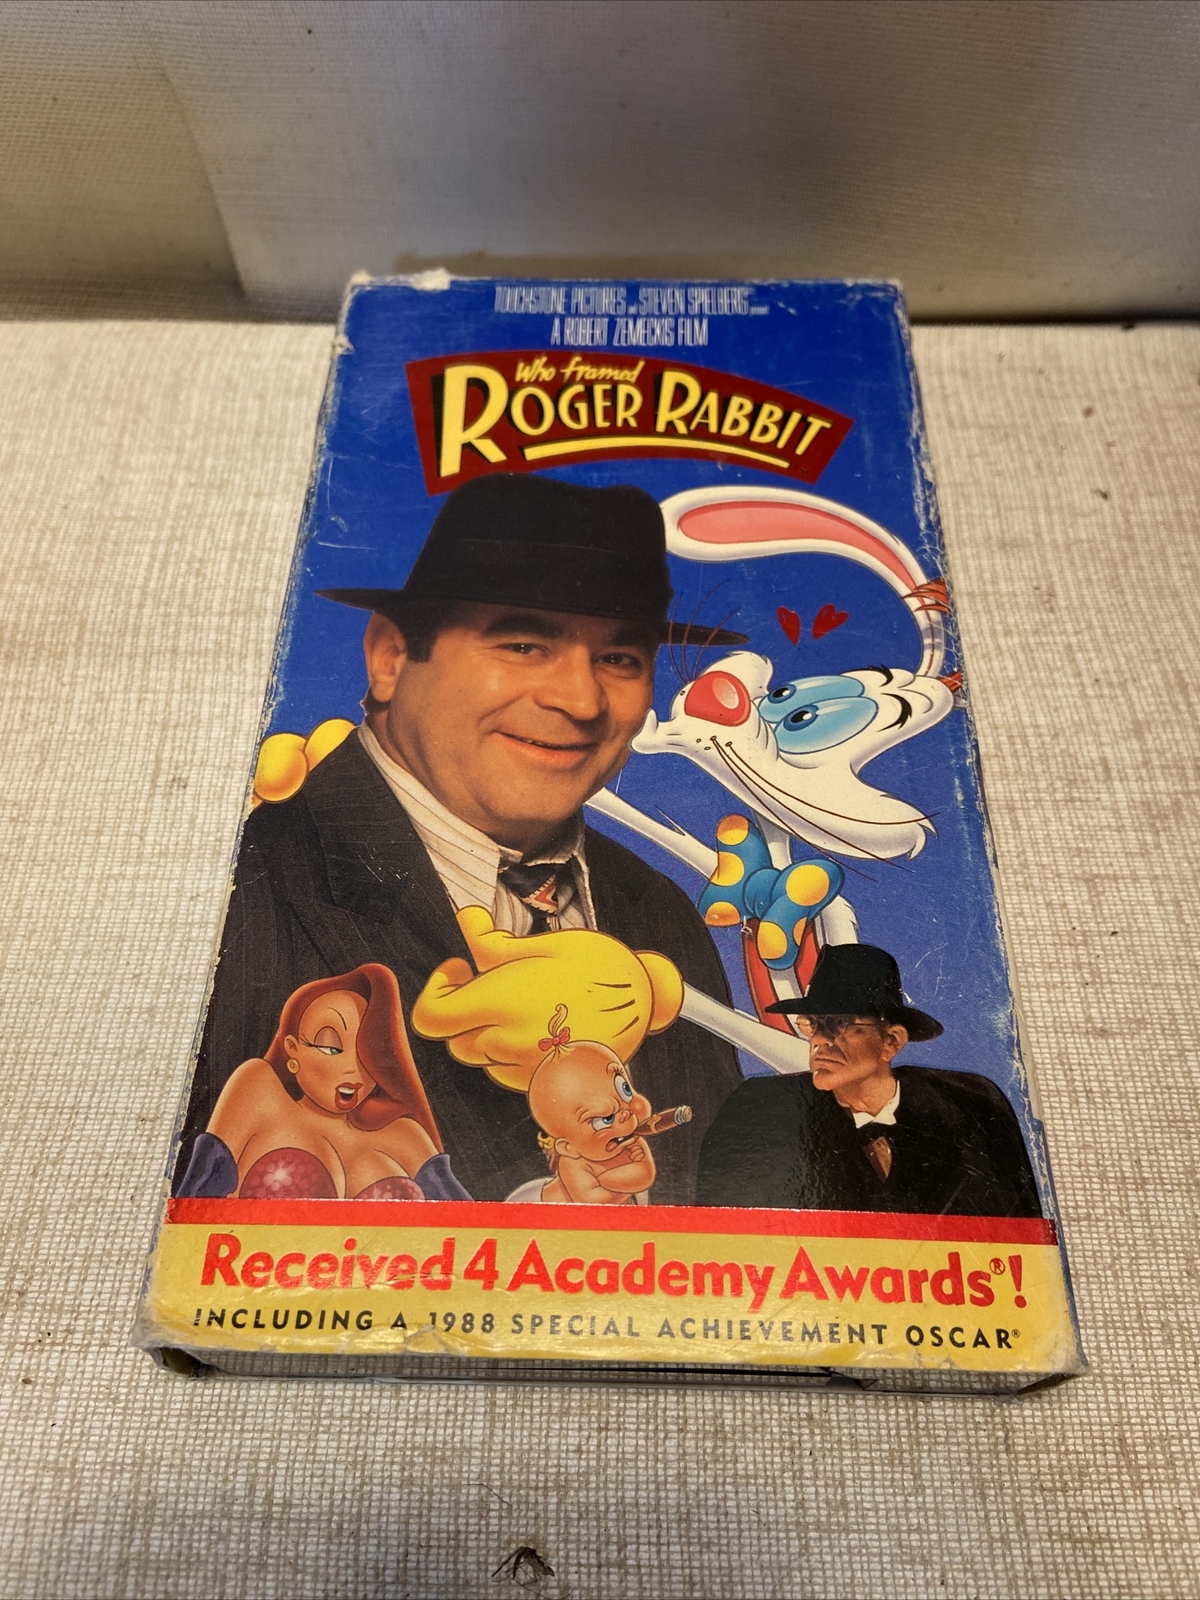 TOUCHSTONE PICTURES and STEVEN SPIELBERG present
A ROBERT ZEMECKIS FILM
Who framed
ROGER RABBIT
Received 4 Academy Awards®!
INCLUDING A 1988 SPECIAL ACHIEVEMENT OSCAR®